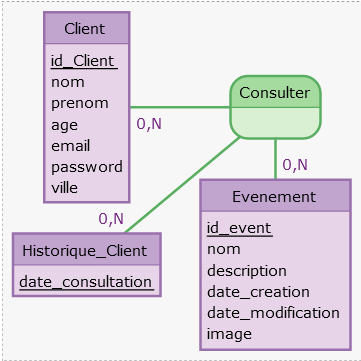 Client
id_Client
nom
prenom
age
email
password
ville
Consulter
0,N
0,N
0,N
Historique_Client
date_consultation
Evenement
id_event
nom
description
date_creation
date_modification
image